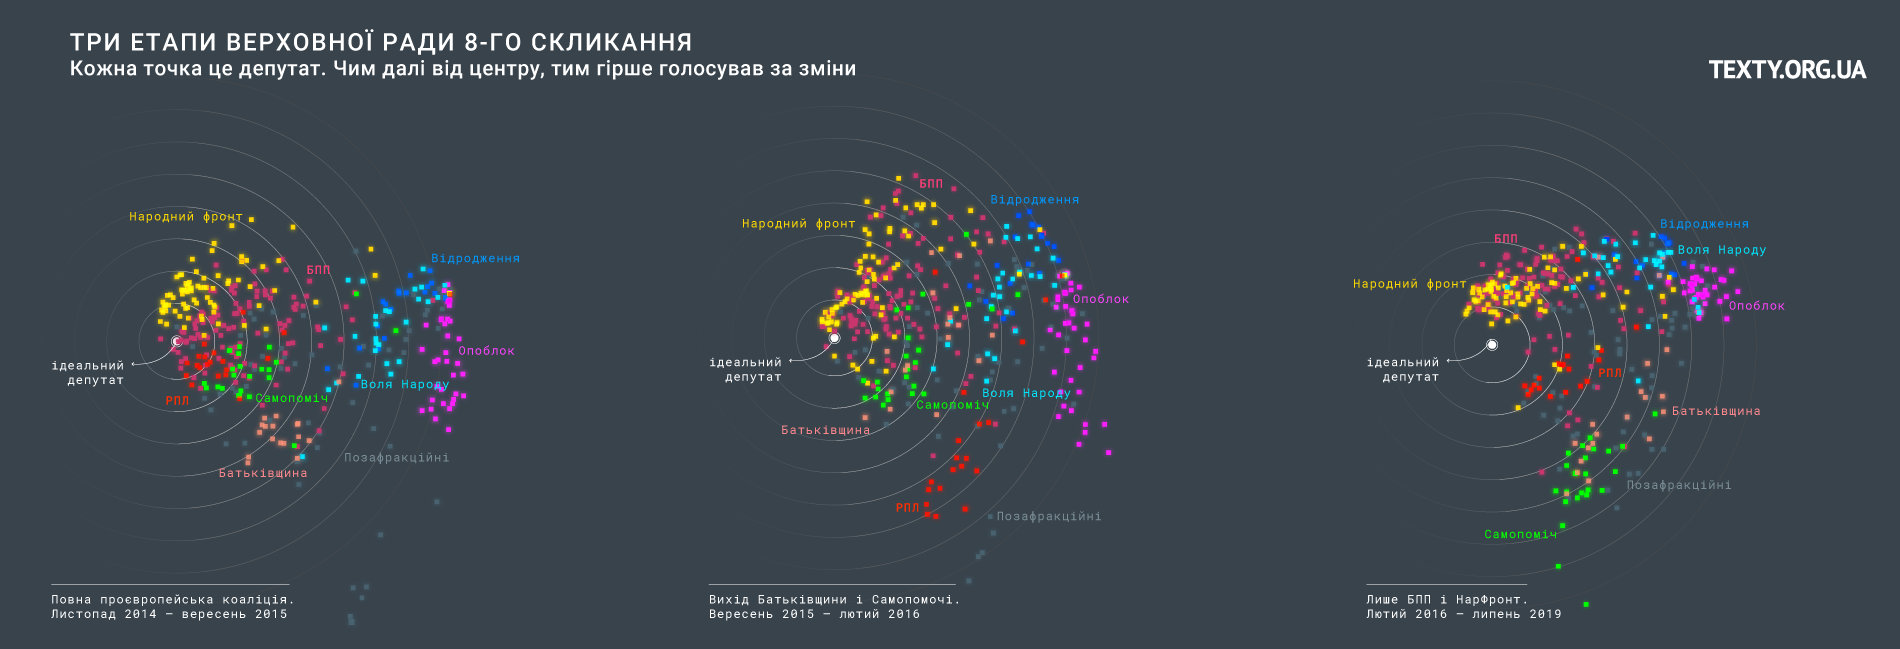 ТРИ ЕТАПИ ВЕРХОВНОЇ РАДИ 8-ГО СКЛИКАННЯ
Кожна точка це депутат. Чим далі від центру, тим гірше голосував за зміни
TEXTY.ORG.UA
Народний фронт
БПП
Відродження
Опоблок
ідеальний
депутат
Воля Народу
РПЛ
Самопоміч
Позафракційні
Батьківщина
Повна проєвропейська коаліція.
Листопад 2014 — вересень 2015
БПП
Відродження
Народний фронт
Опоблок
ідеальний
депутат
Воля Народу
Самопоміч
Батьківщина
РПЛ
Позафракційні
Вихід Батьківщини і Самопомочі.
Вересень 2015 — лютий 2016
Відродження
БПП
Воля Народу
Народний фронт
Опоблок
ідеальний
депутат
РПЛ
Батьківщина
Позафракційні
Самопоміч
Лише БПП і НарФронт.
Лютий 2016 — липень 2019